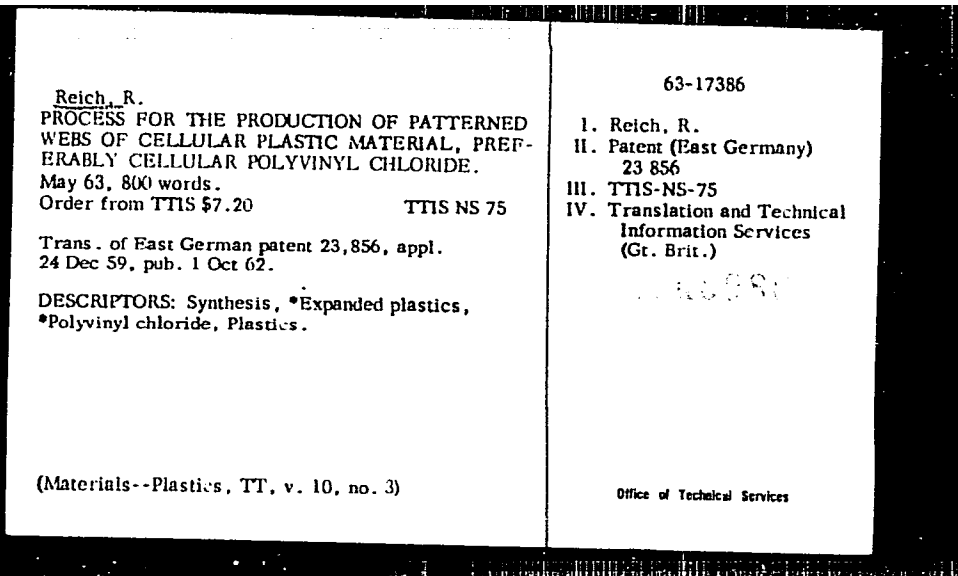 Reich, R.
PROCESS FOR THE PRODUCTION OF PATTERNED
WEBS OF CELLULAR PLASTIC MATERIAL, PREF-
ERABLY CELLULAR POLYVINYL CHLORIDE.
May 63, 800 words.
Order from TTIS $7.20 TTIS NS 75
Trans. of East German patent 23,856, appl.
24 Dec 59, pub. 1 Oct 62.
DESCRIPTORS: Synthesis, *Expanded plastics,
*Polyvinyl chloride, Plastics.
(Materials--Plastics, TT, v. 10, no. 3)
63-17386
I. Reich, R.
II. Patent (East Germany)
23 856
III. TTIS-NS-75
IV. Translation and Technical
Information Services
(Gt. Brit.)
Office of Technical Services